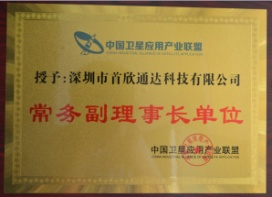 中国卫星应用产业联盟
授予:深圳市首欣通达科技有限公司
常务副理事长单位
中国卫星应用产业联盟